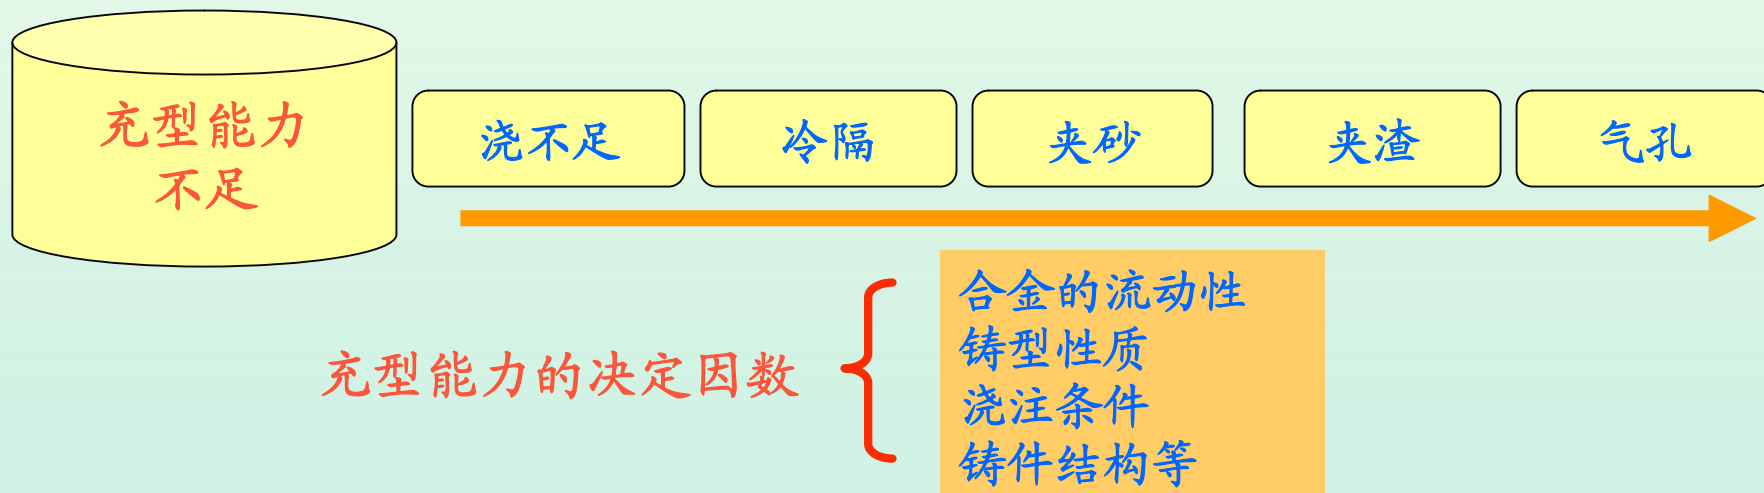 充型能力
不足
浇不足
冷隔
夹砂
夹渣
气孔
充型能力的决定因数
合金的流动性
铸型性质
浇注条件
铸件结构等